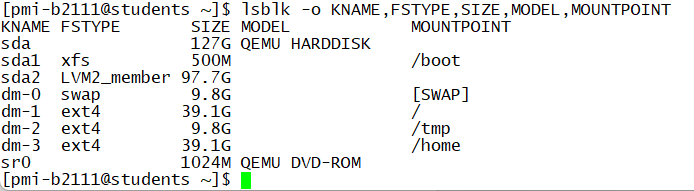 [pmi-b2111@students ~]$ lsblk -o KNAME,FSTYPE,SIZE,MODEL,MOUNTPOINT
KNAME FSTYPE       SIZE MODEL            MOUNTPOINT
sda                127G QEMU HARDDISK
sda1  xfs          500M                  /boot
sda2  LVM2_member 97.7G
dm-0  swap         9.8G                  [SWAP]
dm-1  ext4        39.1G                  /
dm-2  ext4         9.8G                  /tmp
dm-3  ext4        39.1G                  /home
sr0               1024M QEMU DVD-ROM
[pmi-b2111@students ~]$